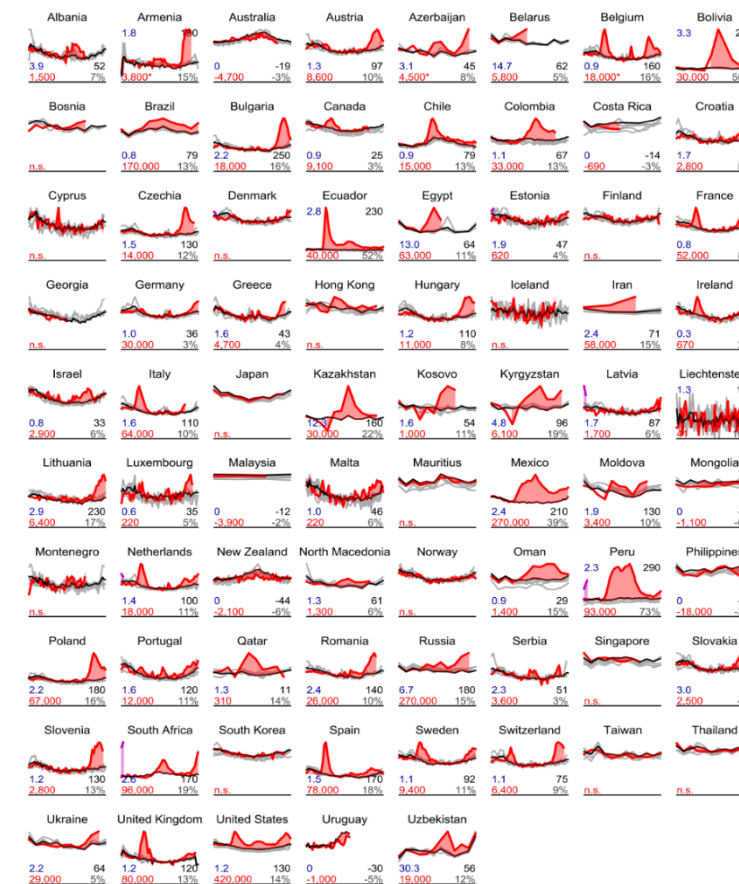 Albania Armenia Australia Austria Azerbaijan Belarus Belgium Bolivia
1.8 180 3.3
3.9 52 0 -19 1.3 97 3.1 45 14.7 62 0.9 160
1,500 7% 3,800* 15% -4,700 -3% 8,600 10% 4,500* 8% 5,800 5% 18,000* 16% 30,000
Bosnia Brazil Bulgaria Canada Chile Colombia Costa Rica Croatia
0.8 79 2.2 250 0.9 25 0.9 79 1.1 67 0 -14 1.7
n.s. 170,000 13% 18,000 16% 9,100 3% 15,000 13% 33,000 13% -690 -3% 2,800
Cyprus Czechia Denmark Ecuador Egypt Estonia Finland France
2.8 230
1.5 130 13.0 64 1.9 47 0.8
n.s. 14,000 12% n.s. 40,000 52% 63,000 11% 620 4% n.s. 52,000
Georgia Germany Greece Hong Kong Hungary Iceland Iran Ireland
1.0 36 1.6 43 1.2 110 2.4 71 0.3
n.s. 30,000 3% 4,700 4% n.s. 11,000 8% n.s. 58,000 15% 670
Israel Italy Japan Kazakhstan Kosovo Kyrgyzstan Latvia Liechtenste
1.3
0.8 33 1.6 110 12.3 160 1.6 54 4.8 96 1.7 87
2,900 6% 64,000 10% n.s. 30,000 22% 1,000 11% 6,100 19% 1,700 6%
Lithuania Luxembourg Malaysia Malta Mauritius Mexico Moldova Mongolia
2.9 230 0.6 35 0 -12 1.0 46 2.4 210 1.9 130 0
6,400 17% 220 5% -3,900 -2% 220 6% n.s. 270,000 39% 3,400 10% -1,100
Montenegro Netherlands New Zealand North Macedonia Norway Oman Peru Philippines
2.3 290
1.4 100 0 -44 1.3 61 0.9 29 0
n.s. 18,000 11% -2,100 -6% 1,300 6% n.s. 1,400 15% 93,000 73% -18,000
Poland Portugal Qatar Romania Russia Serbia Singapore Slovakia
2.2 180 1.6 120 1.3 11 2.4 140 6.7 180 2.3 51 3.0
67,000 16% 12,000 11% 310 14% 26,000 10% 270,000 15% 3,600 3% n.s. 2,500
Slovenia South Africa South Korea Spain Sweden Switzerland Taiwan Thailand
1.2 130 2.6 170 1.5 170 1.1 92 1.1 75
2,800 13% 96,000 19% n.s. 78,000 18% 9,400 11% 6,400 9% n.s. n.s.
Ukraine United Kingdom United States Uruguay Uzbekistan
2.2 64 1.2 120 1.2 130 0 -30 30.3 56
29,000 5% 80,000 13% 420,000 14% -1,000 -5% 19,000 12%